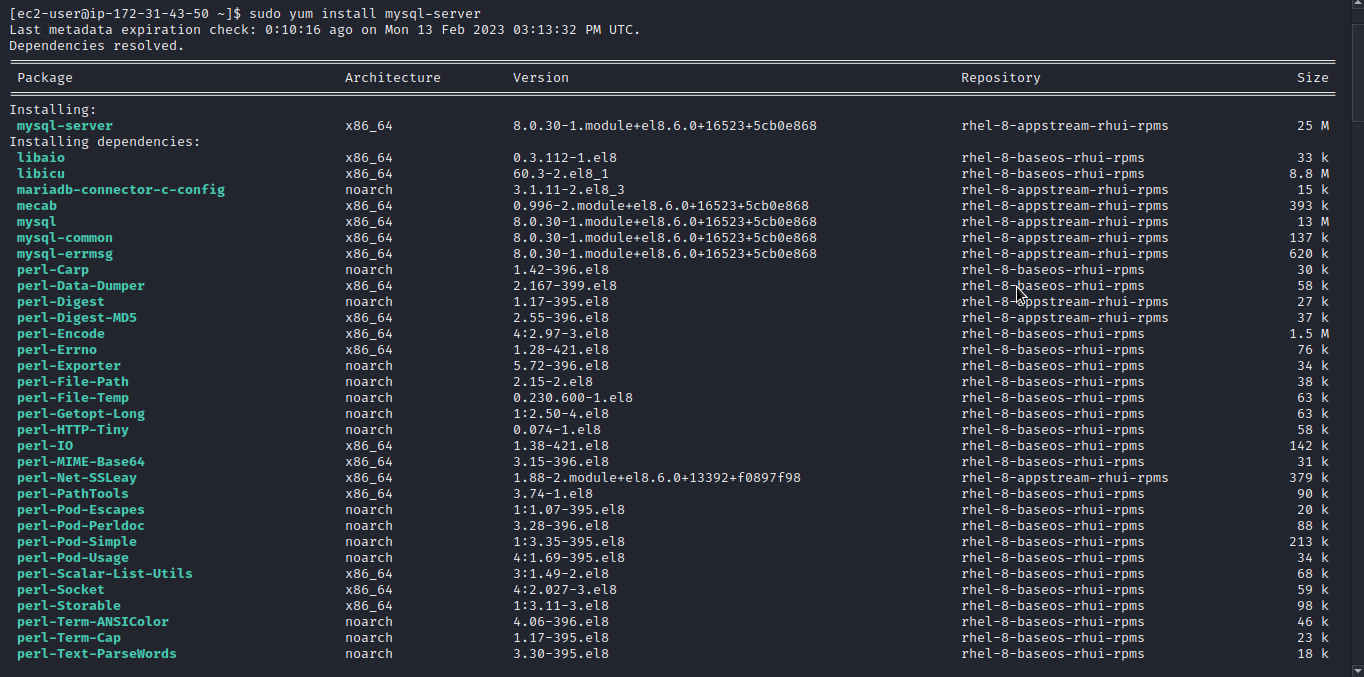 [ec2-user@ip-172-31-43-50 ~]$ sudo yum install mysql-server
Last metadata expiration check: 0:10:16 ago on Mon 13 Feb 2023 03:13:32 PM UTC.
Dependencies resolved.
Package Architecture Version Repository Size
Installing:
mysql-server x86_64 8.0.30-1.module+el8.6.0+16523+5cb0e868 rhel-8-appstream-rhui-rpms 25 M
Installing dependencies:
libaio x86_64 0.3.112-1.el8 rhel-8-baseos-rhui-rpms 33 k
libicu x86_64 60.3-2.el8_1 rhel-8-baseos-rhui-rpms 8.8 M
mariadb-connector-c-config noarch 3.1.11-2.el8_3 rhel-8-appstream-rhui-rpms 15 k
mecab x86_64 0.996-2.module+el8.6.0+16523+5cb0e868 rhel-8-appstream-rhui-rpms 393 k
mysql x86_64 8.0.30-1.module+el8.6.0+16523+5cb0e868 rhel-8-appstream-rhui-rpms 13 M
mysql-common x86_64 8.0.30-1.module+el8.6.0+16523+5cb0e868 rhel-8-appstream-rhui-rpms 137 k
mysql-errmsg x86_64 8.0.30-1.module+el8.6.0+16523+5cb0e868 rhel-8-appstream-rhui-rpms 620 k
perl-Carp noarch 1.42-396.el8 rhel-8-baseos-rhui-rpms 30 k
perl-Data-Dumper x86_64 2.167-399.el8 rhel-8-baseos-rhui-rpms 58 k
perl-Digest noarch 1.17-395.el8 rhel-8-appstream-rhui-rpms 27 k
perl-Digest-MD5 x86_64 2.55-396.el8 rhel-8-appstream-rhui-rpms 37 k
perl-Encode x86_64 4:2.97-3.el8 rhel-8-baseos-rhui-rpms 1.5 M
perl-Errno x86_64 1.28-421.el8 rhel-8-baseos-rhui-rpms 76 k
perl-Exporter noarch 5.72-396.el8 rhel-8-baseos-rhui-rpms 34 k
perl-File-Path noarch 2.15-2.el8 rhel-8-baseos-rhui-rpms 38 k
perl-File-Temp noarch 0.230.600-1.el8 rhel-8-baseos-rhui-rpms 63 k
perl-Getopt-Long noarch 1:2.50-4.el8 rhel-8-baseos-rhui-rpms 63 k
perl-HTTP-Tiny noarch 0.074-1.el8 rhel-8-baseos-rhui-rpms 58 k
perl-IO x86_64 1.38-421.el8 rhel-8-baseos-rhui-rpms 142 k
perl-MIME-Base64 x86_64 3.15-396.el8 rhel-8-baseos-rhui-rpms 31 k
perl-Net-SSLeay x86_64 1.88-2.module+el8.6.0+13392+f0897f98 rhel-8-appstream-rhui-rpms 379 k
perl-PathTools x86_64 3.74-1.el8 rhel-8-baseos-rhui-rpms 90 k
perl-Pod-Escapes noarch 1:1.07-395.el8 rhel-8-baseos-rhui-rpms 20 k
perl-Pod-Perldoc noarch 3.28-396.el8 rhel-8-baseos-rhui-rpms 88 k
perl-Pod-Simple noarch 1:3.35-395.el8 rhel-8-baseos-rhui-rpms 213 k
perl-Pod-Usage noarch 4:1.69-395.el8 rhel-8-baseos-rhui-rpms 34 k
perl-Scalar-List-Utils x86_64 3:1.49-2.el8 rhel-8-baseos-rhui-rpms 68 k
perl-Socket x86_64 4:2.027-3.el8 rhel-8-baseos-rhui-rpms 59 k
perl-Storable x86_64 1:3.11-3.el8 rhel-8-baseos-rhui-rpms 98 k
perl-Term-ANSIColor noarch 4.06-396.el8 rhel-8-baseos-rhui-rpms 46 k
perl-Term-Cap noarch 1.17-395.el8 rhel-8-baseos-rhui-rpms 23 k
perl-Text-ParseWords noarch 3.30-395.el8 rhel-8-baseos-rhui-rpms 18 k